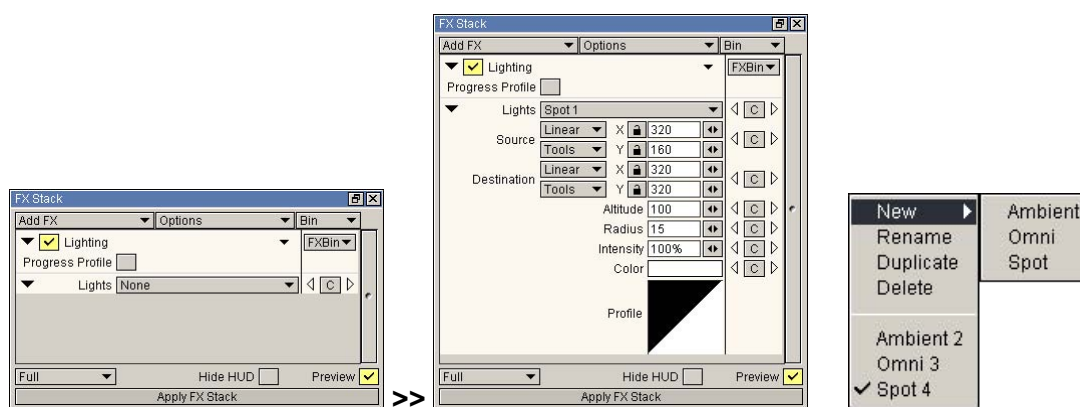 FX Stack
Add FX Options Bin
Lighting FXBin
Progress Profile
Lights None C
Full Hide HUD Preview
Apply FX Stack
>>
FX Stack
Add FX Options Bin
Lighting FXBin
Progress Profile
Lights Spot 1 C
Source Linear X 320 C
Tools Y 160
Destination Linear X 320 C
Tools Y 320
Altitude 100 C
Radius 15 C
Intensity 100% C
Color C
Profile
Full Hide HUD Preview
Apply FX Stack
New
Rename
Duplicate
Delete
Ambient 2
Omni 3
Spot 4
Ambient
Omni
Spot